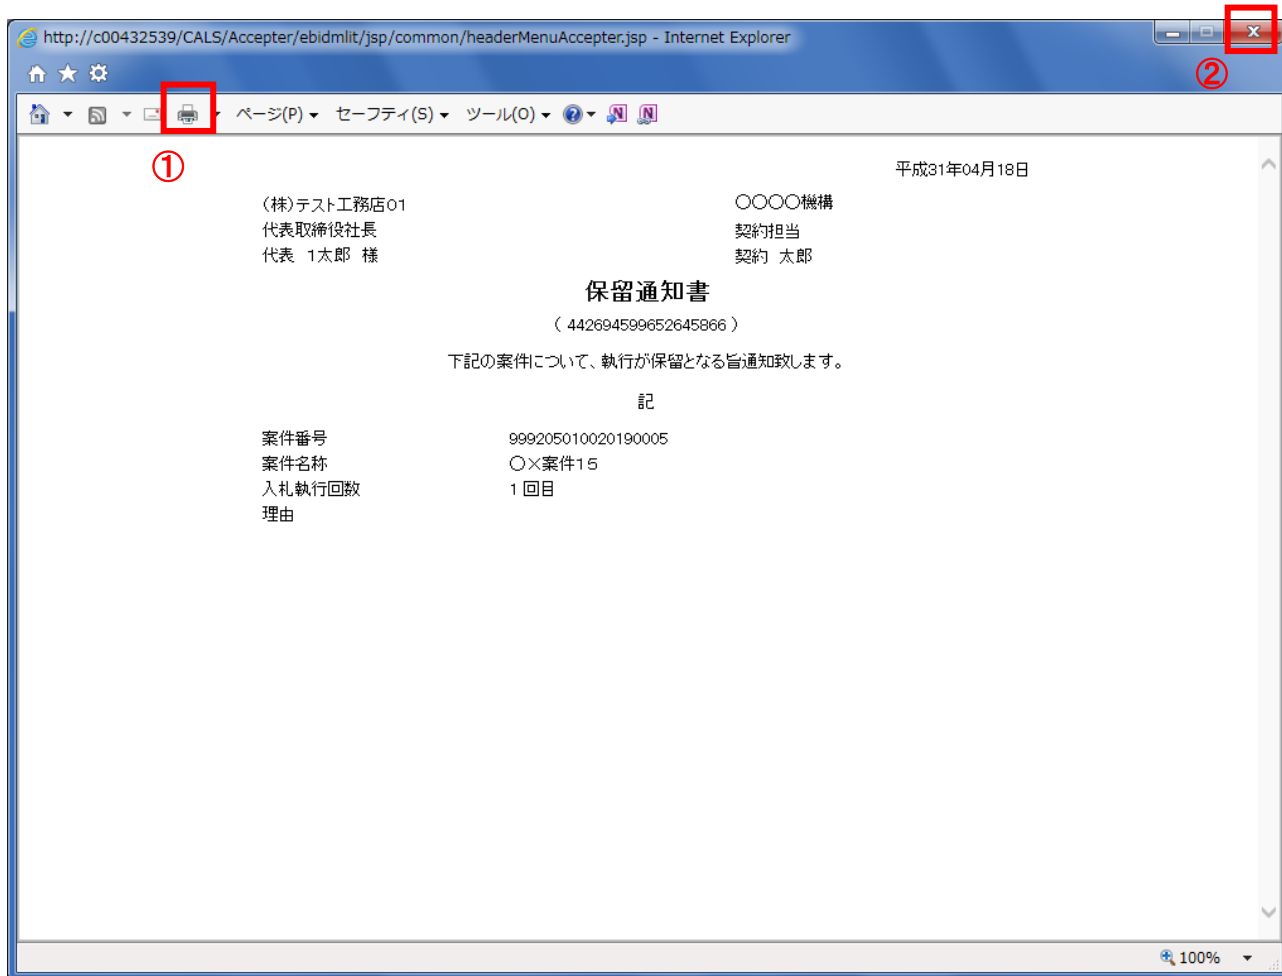 http://c00432539/CALS/Accepter/ebidmlit/jsp/common/headerMenuAccepter.jsp - Internet Explorer
②
ページ(P) セーフティ(S) ツール(O)
①
平成31年04月18日
(株)テスト工務店01 〇〇〇〇機構
代表取締役社長 契約担当
代表 1太郎 様 契約 太郎
保留通知書
( 442694599652645866 )
下記の案件について、執行が保留となる旨通知致します。
記
案件番号 999205010020190005
案件名称 〇×案件15
入札執行回数 1回目
理由
100%